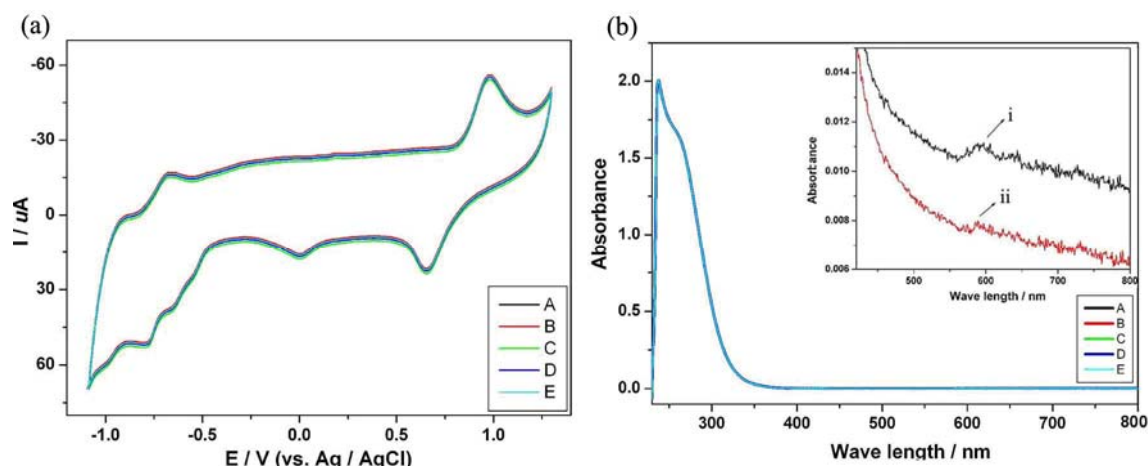 (a)
-60
-30
0
30
60
I / uA
-1.0 -0.5 0.0 0.5 1.0
E / V (vs. Ag / AgCl)
A
B
C
D
E
(b)
2.0
1.5
1.0
0.5
0.0
Absorbance
300 400 500 600 700 800
Wave length / nm
0.014
0.012
0.010
0.008
0.006
Absorbance
500 600 700 800
Wave length / nm
i
ii
A
B
C
D
E